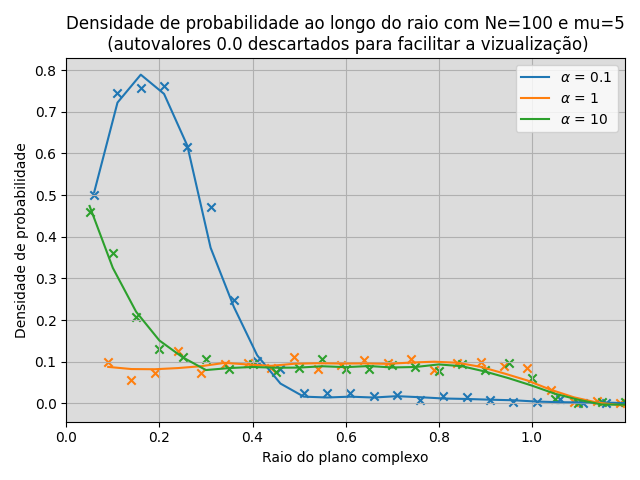 Densidade de probabilidade ao longo do raio com Ne=100 e mu=5
(autovalores 0.0 descartados para facilitar a vizualização)
α = 0.1
α = 1
α = 10
Densidade de probabilidade
0.8
0.7
0.6
0.5
0.4
0.3
0.2
0.1
0.0
0.0 0.2 0.4 0.6 0.8 1.0
Raio do plano complexo